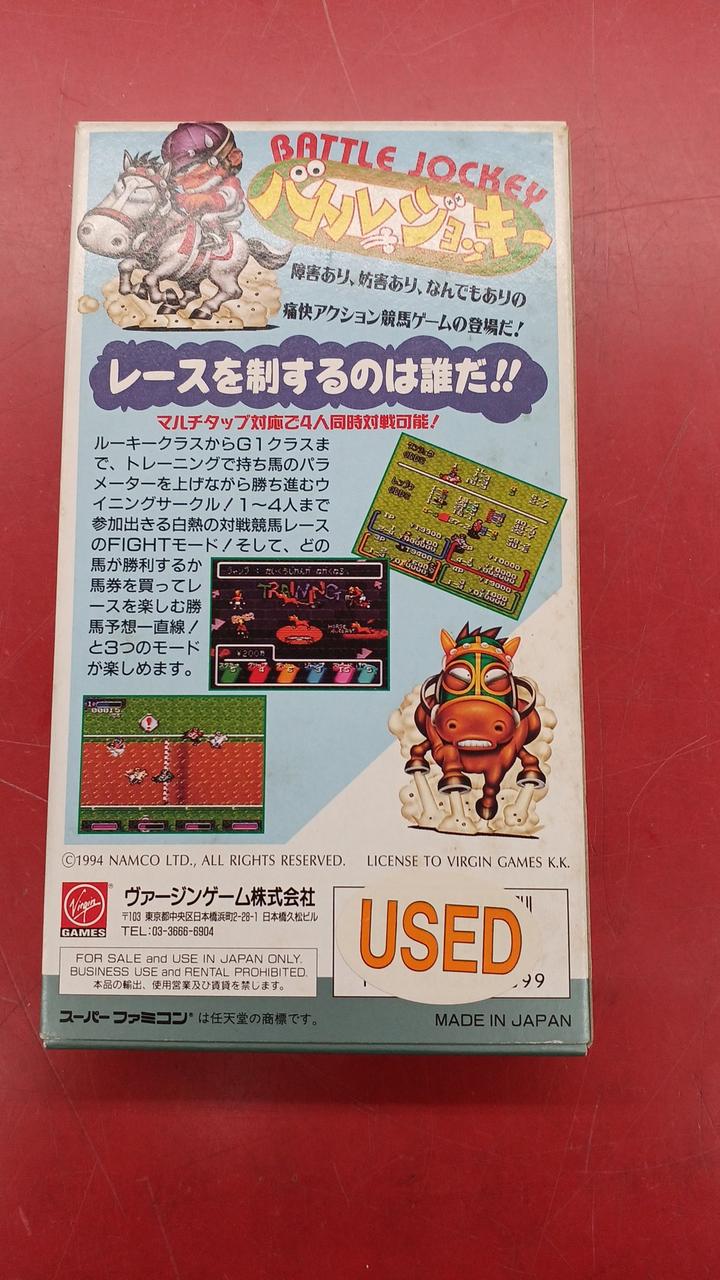 BATTLE JOCKEY
バトルジョッキー
障害あり、妨害あり、なんでもありの
痛快アクション競馬ゲームの登場だ!
レースを制するのは誰だ!!
マルチタップ対応で4人同時対戦可能!
ルーキークラスからG1クラスま
で、トレーニングで持ち馬のパラ
メーターを上げながら勝ち進むウ
イニングサークル!1〜4人まで
参加出きる白熱の対戦競馬レース
のFIGHTモード!そして、どの
馬が勝利するか
馬券を買ってレ
ースを楽しむ勝
馬予想一直線!
と3つのモード
が楽しめます。
TRAINING
¥200万
©1994 NAMCO LTD., ALL RIGHTS RESERVED. LICENSE TO VIRGIN GAMES K.K.
Virgin
GAMES
ヴァージンゲーム株式会社
〒103 東京都中央区日本橋浜町2-28-1 日本橋久松ビル
TEL:03-3666-6904
FOR SALE and USE IN JAPAN ONLY.
BUSINESS USE and RENTAL PROHIBITED.
本品の輸出、使用営業及び賃貸を禁じます。
USED
99
スーパーファミコン®は任天堂の商標です。
MADE IN JAPAN